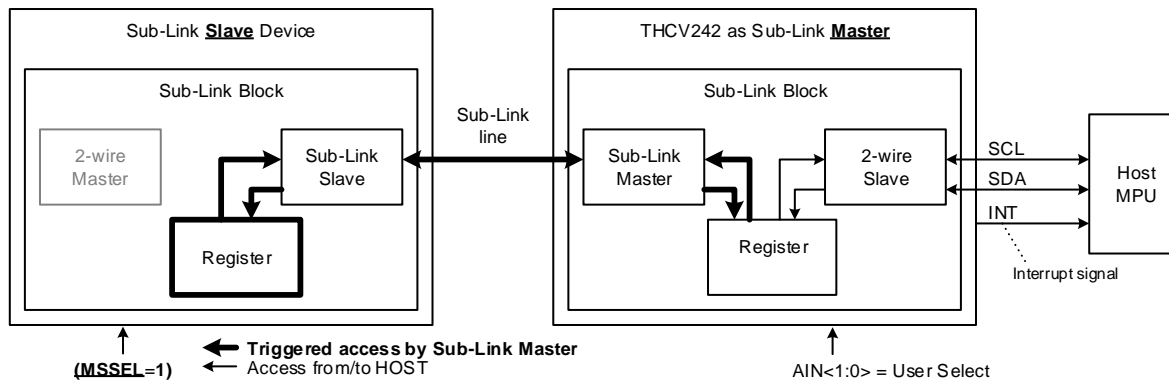 Sub-Link Slave Device
Sub-Link Block
2-wire
Master
Sub-Link
Slave
Register
Sub-Link
line
THCV242 as Sub-Link Master
Sub-Link Block
Sub-Link
Master
2-wire
Slave
Register
SCL
SDA
INT
Host
MPU
Interrupt signal
(MSSEL=1)
Triggered access by Sub-Link Master
Access from/to HOST
AIN<1:0> = User Select